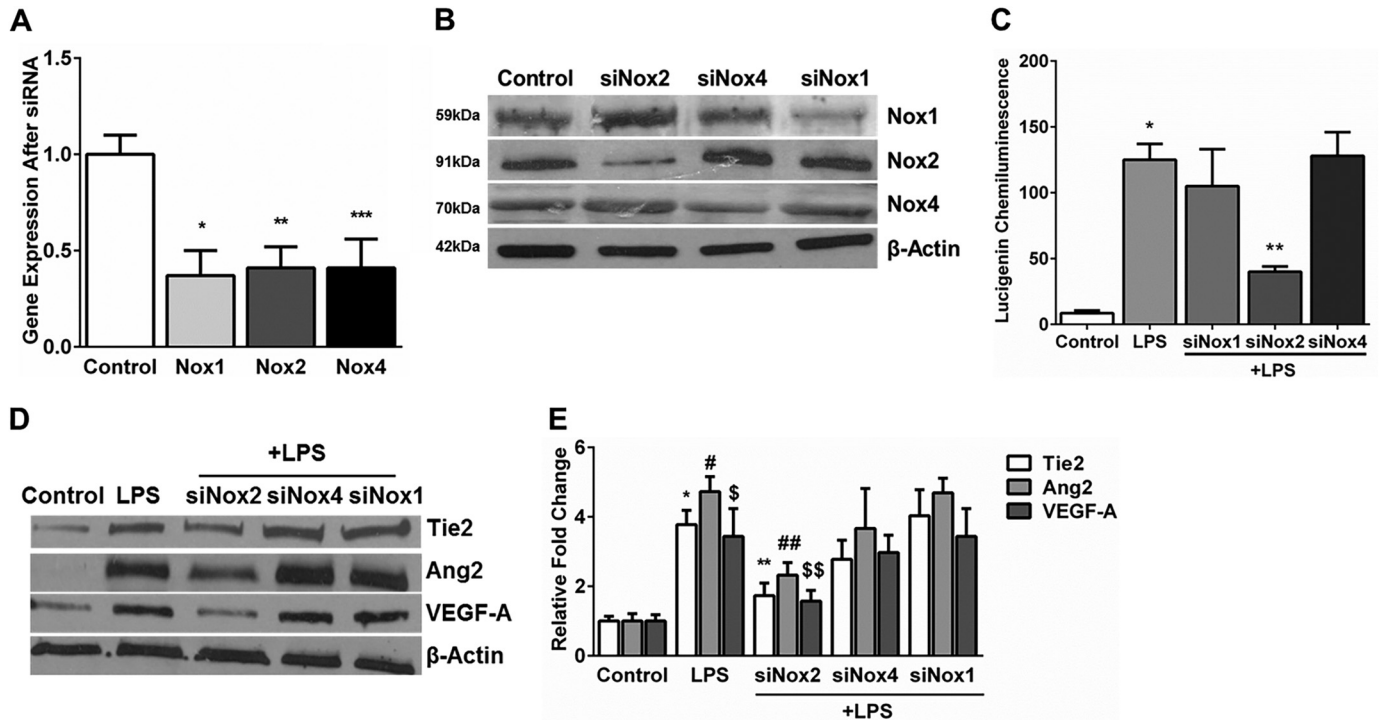 A
Gene Expression After siRNA
1.5
1.0
0.5
0.0
*
**
***
Control Nox1 Nox2 Nox4
B
Control siNox2 siNox4 siNox1
59kDa Nox1
91kDa Nox2
70kDa Nox4
42kDa β-Actin
C
Lucigenin Chemiluminescence
200
150
100
50
0
*
**
Control LPS siNox1 siNox2 siNox4
+LPS
D
+LPS
Control LPS siNox2 siNox4 siNox1
Tie2
Ang2
VEGF-A
β-Actin
E
Relative Fold Change
6
4
2
0
* # $
** ## $$
Tie2
Ang2
VEGF-A
Control LPS siNox2 siNox4 siNox1
+LPS